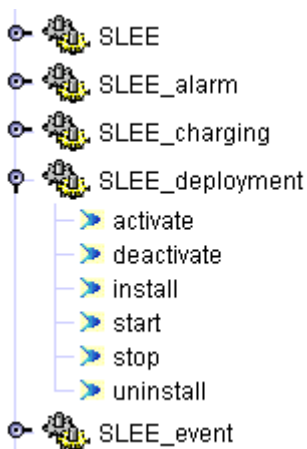 SLEE
SLEE_alarm
SLEE_charging
SLEE_deployment
activate
deactivate
install
start
stop
uninstall
SLEE_event